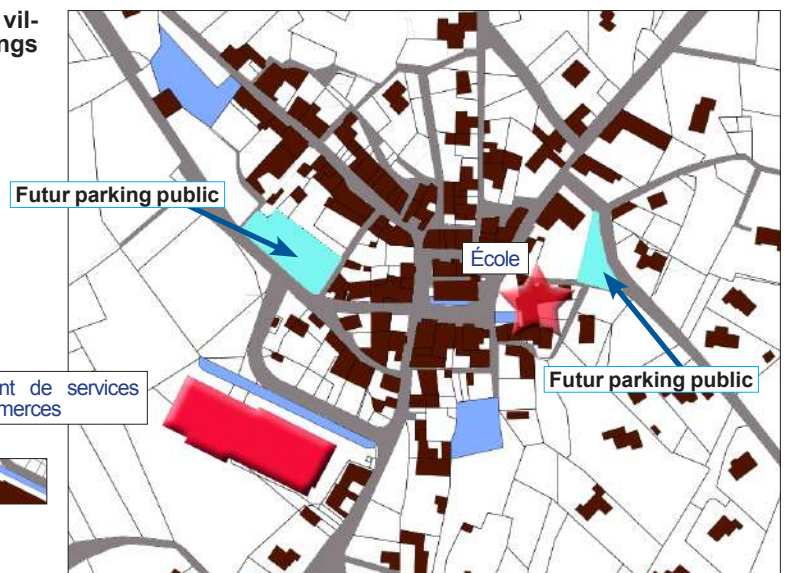 vil-
ngs
Futur parking public
École
Futur parking public
nt de services
merces